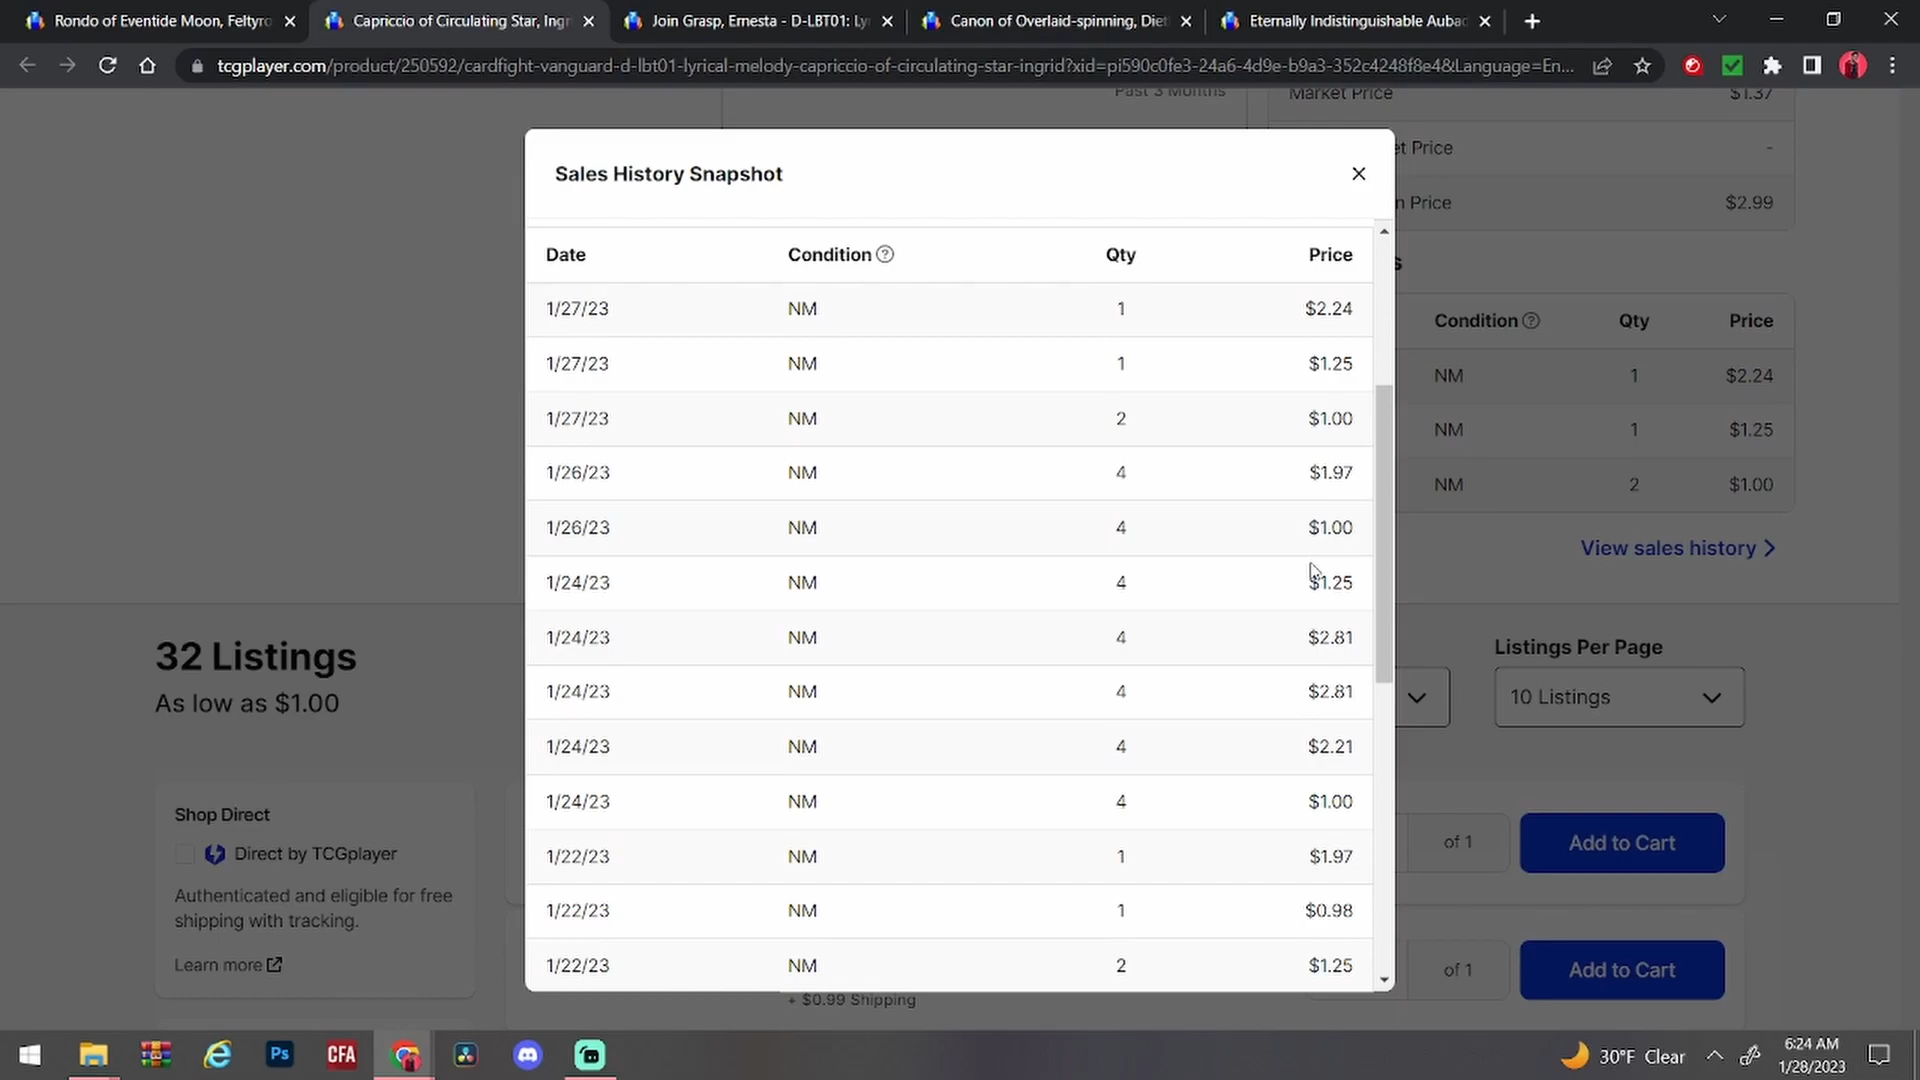 Rondo of Eventide Moon, Feltyro
Capriccio of Circulating Star, Ingr
Join Grasp, Ernesta - D-LBT01: Ly
Canon of Overlaid-spinning, Diet
Eternally Indistinguishable Aubad
tcgplayer.com/product/250592/cardfight-vanguard-d-lbt01-lyrical-melody-capriccio-of-circulating-star-ingrid?xid=pi590c0fe3-24a6-4d9e-b9a3-352c4248f8e4&Language=En...
Past 3 Months
Market Price $1.37
et Price -
n Price $2.99
s
Condition ? Qty Price
NM 1 $2.24
NM 1 $1.25
NM 2 $1.00
View sales history
Sales History Snapshot
Date Condition ? Qty Price
1/27/23 NM 1 $2.24
1/27/23 NM 1 $1.25
1/27/23 NM 2 $1.00
1/26/23 NM 4 $1.97
1/26/23 NM 4 $1.00
1/24/23 NM 4 $1.25
1/24/23 NM 4 $2.81
1/24/23 NM 4 $2.81
1/24/23 NM 4 $2.21
1/24/23 NM 4 $1.00
1/22/23 NM 1 $1.97
1/22/23 NM 1 $0.98
1/22/23 NM 2 $1.25
32 Listings
As low as $1.00
Listings Per Page
10 Listings
Shop Direct
Direct by TCGplayer
Authenticated and eligible for free
shipping with tracking.
Learn more
of 1 Add to Cart
of 1 Add to Cart
+ $0.99 Shipping
Ps
CFA
30°F Clear
6:24 AM
1/28/2023